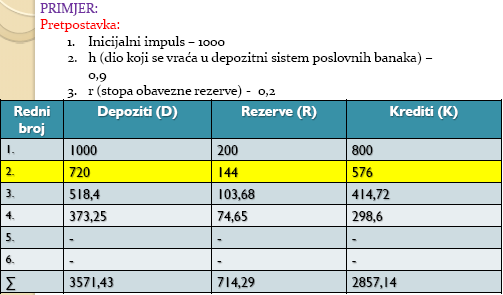 PRIMJER:
Pretpostavka:
1. Inicijalni impuls – 1000
2. h (dio koji se vraća u depozitni sistem poslovnih banaka) –
0,9
3. r (stopa obavezne rezerve) - 0,2
Redni broj Depoziti (D) Rezerve (R) Krediti (K)
1. 1000 200 800
2. 720 144 576
3. 518,4 103,68 414,72
4. 373,25 74,65 298,6
5. - - -
6. - - -
∑ 3571,43 714,29 2857,14